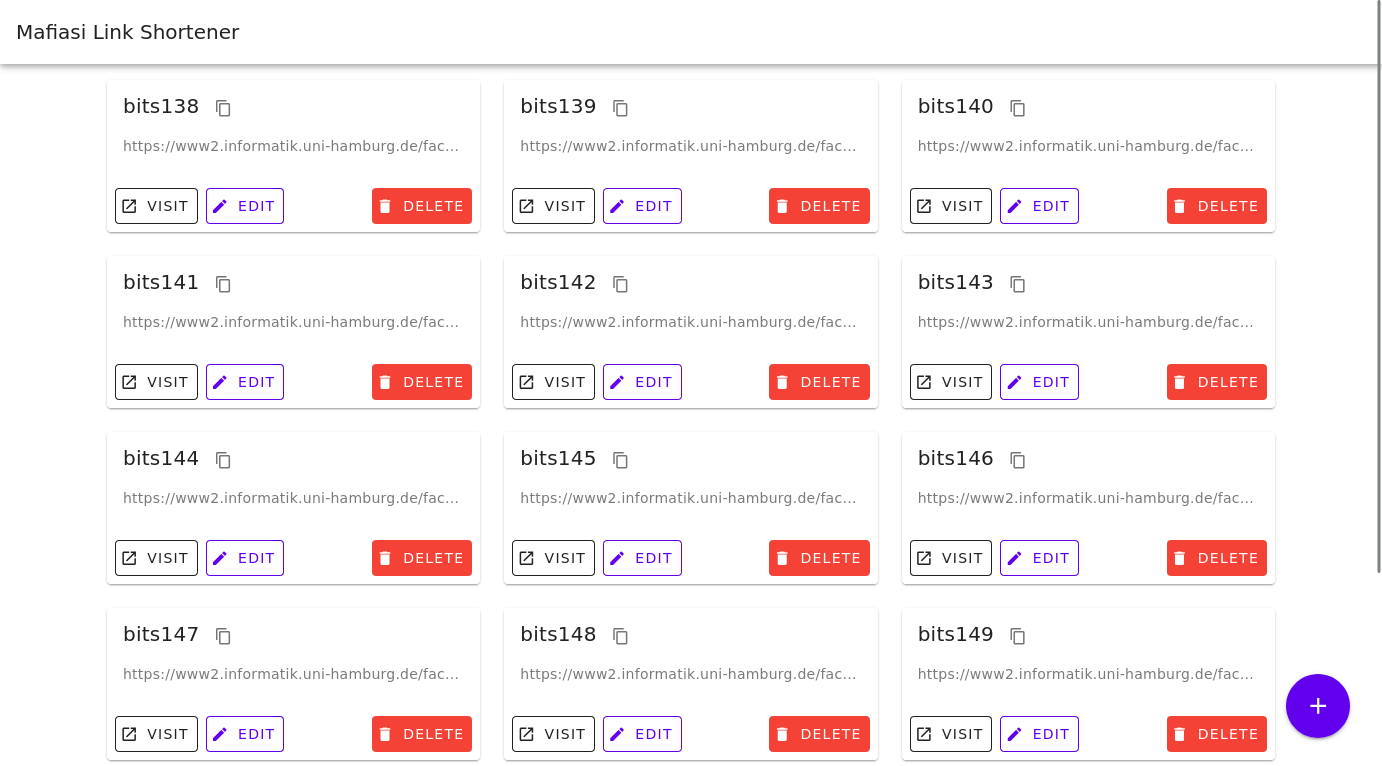 Mafiasi Link Shortener
bits138
https://www2.informatik.uni-hamburg.de/fac...
VISIT EDIT DELETE
bits139
https://www2.informatik.uni-hamburg.de/fac...
VISIT EDIT DELETE
bits140
https://www2.informatik.uni-hamburg.de/fac...
VISIT EDIT DELETE
bits141
https://www2.informatik.uni-hamburg.de/fac...
VISIT EDIT DELETE
bits142
https://www2.informatik.uni-hamburg.de/fac...
VISIT EDIT DELETE
bits143
https://www2.informatik.uni-hamburg.de/fac...
VISIT EDIT DELETE
bits144
https://www2.informatik.uni-hamburg.de/fac...
VISIT EDIT DELETE
bits145
https://www2.informatik.uni-hamburg.de/fac...
VISIT EDIT DELETE
bits146
https://www2.informatik.uni-hamburg.de/fac...
VISIT EDIT DELETE
bits147
https://www2.informatik.uni-hamburg.de/fac...
VISIT EDIT DELETE
bits148
https://www2.informatik.uni-hamburg.de/fac...
VISIT EDIT DELETE
bits149
https://www2.informatik.uni-hamburg.de/fac...
VISIT EDIT DELETE